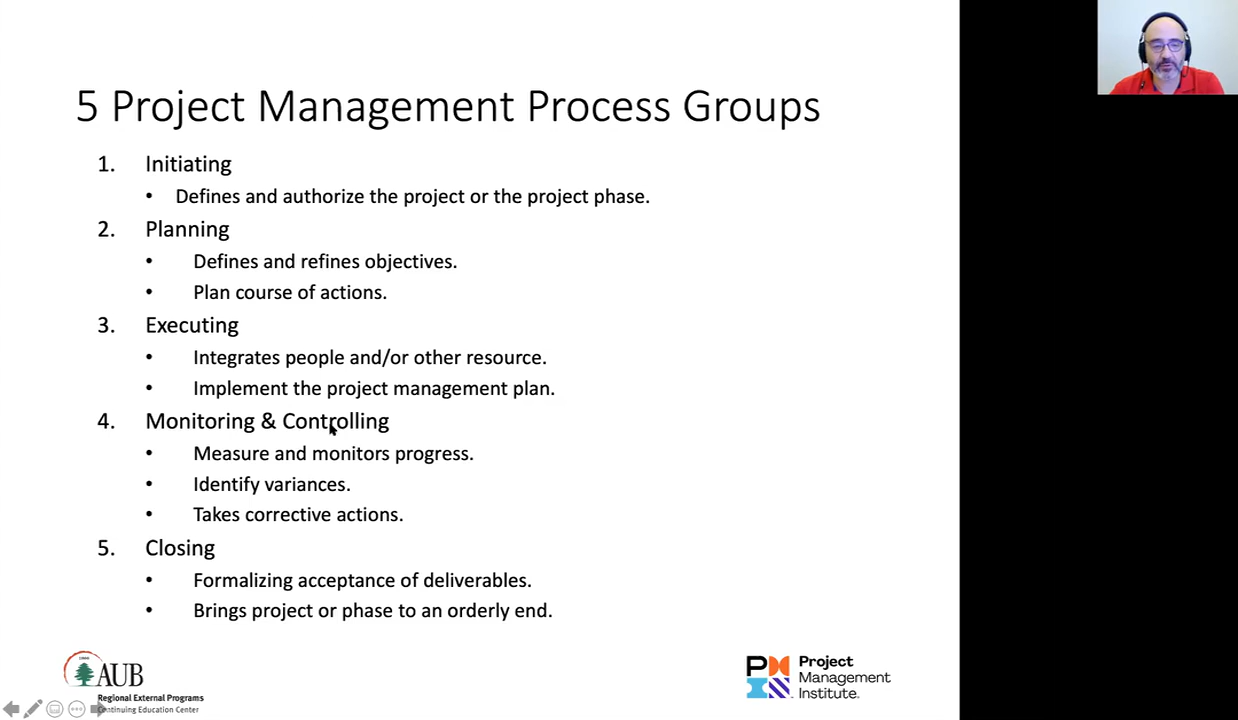 5 Project Management Process Groups
1. Initiating
• Defines and authorize the project or the project phase.
2. Planning
• Defines and refines objectives.
• Plan course of actions.
3. Executing
• Integrates people and/or other resource.
• Implement the project management plan.
4. Monitoring & Controlling
• Measure and monitors progress.
• Identify variances.
• Takes corrective actions.
5. Closing
• Formalizing acceptance of deliverables.
• Brings project or phase to an orderly end.
AUB
Regional External Programs
Continuing Education Center
Project
Management
Institute.